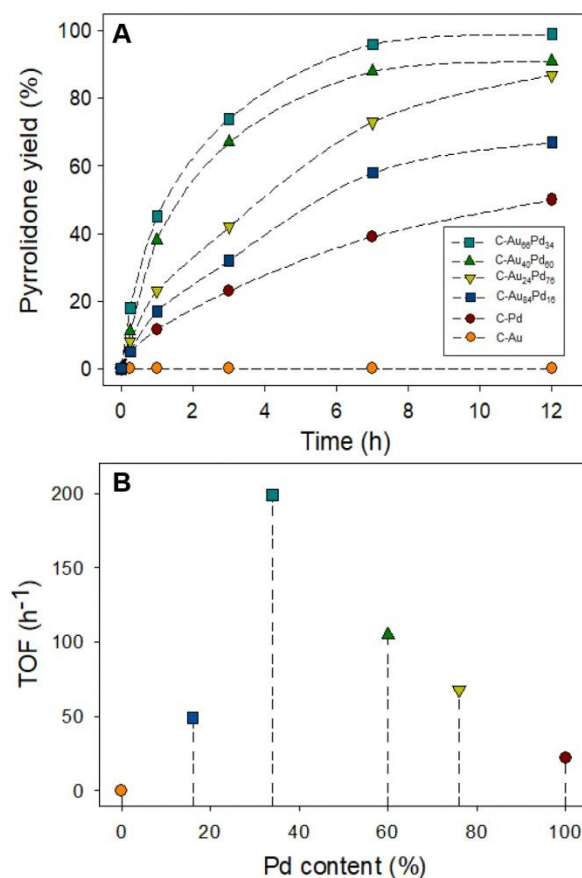 A
100
80
60
40
20
0
Pyrrolidone yield (%)
C-Au₆₆Pd₃₄
C-Au₄₀Pd₆₀
C-Au₂₄Pd₇₆
C-Au₈₄Pd₁₆
C-Pd
C-Au
0 2 4 6 8 10 12
Time (h)
B
200
150
100
50
0
TOF (h⁻¹)
0 20 40 60 80 100
Pd content (%)